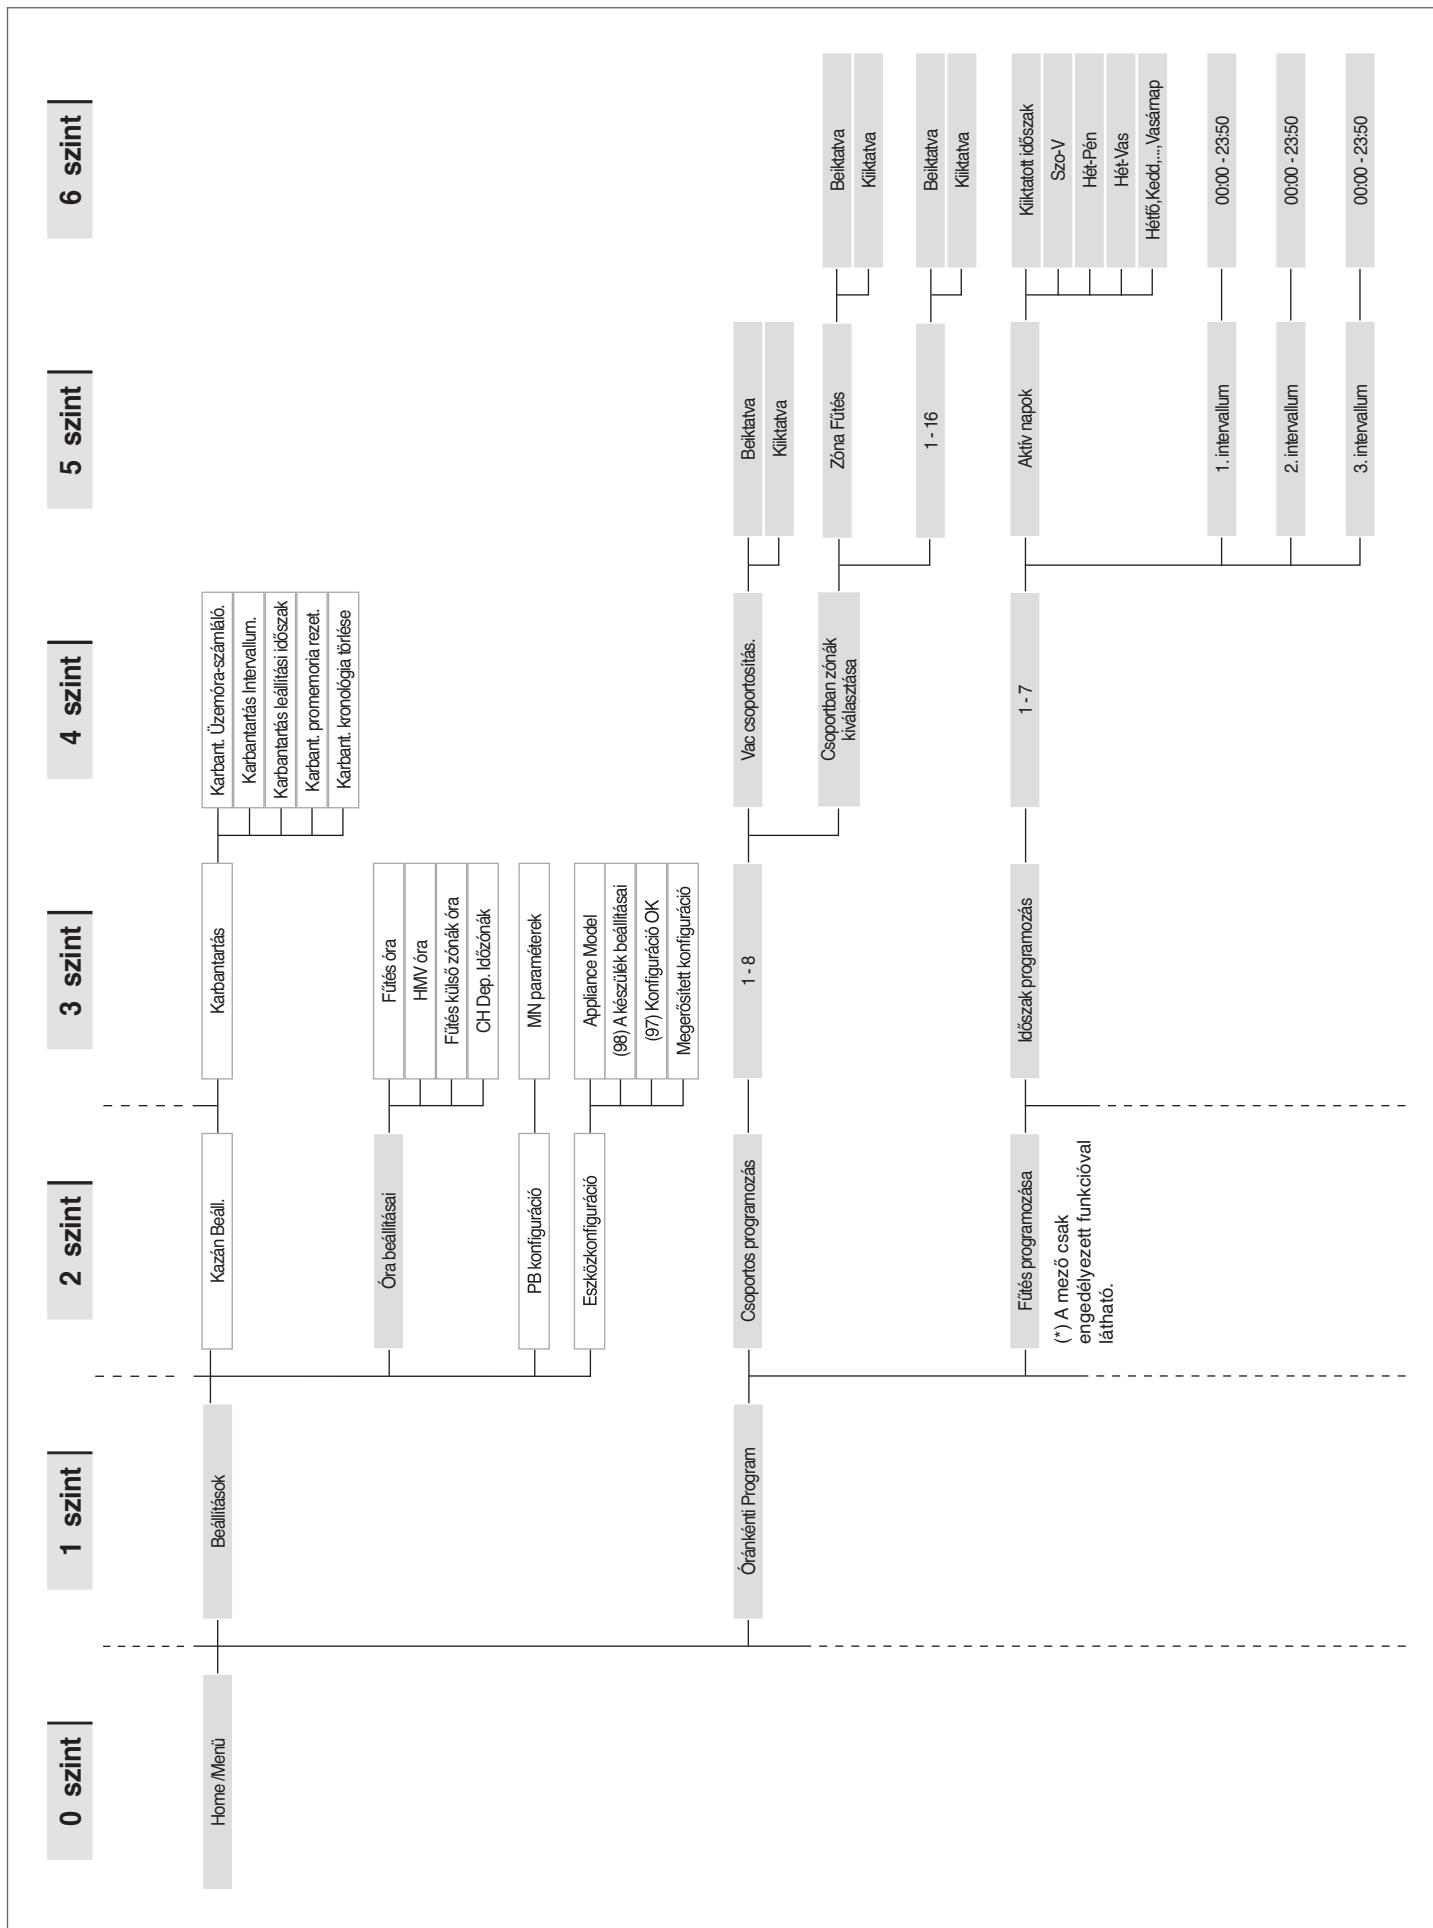 0 szint
1 szint
2 szint
3 szint
4 szint
5 szint
6 szint
Home /Menü
Beállítások
Kazán Beáll.
Karbantartás
Karbant. Üzemóra-számláló.
Karbantartás Intervallum.
Karbantartás leállítási időszak
Karbant. promemoria rezet.
Karbant. kronológia törlése
Óra beállításai
Fűtés óra
HMV óra
Fűtés külső zónák óra
CH Dep. Időzónák
PB konfiguráció
MN paraméterek
Eszközkonfiguráció
Appliance Model
(98) A készülék beállításai
(97) Konfiguráció OK
Megerősített konfiguráció
Óránkénti Program
Csoportos programozás
1 - 8
Vac csoportosítás.
Beiktatva
Kiiktatva
Csoportban zónák
kiválasztása
Zóna Fűtés
Beiktatva
Kiiktatva
1 - 16
Beiktatva
Kiiktatva
Fűtés programozása
(*) A mező csak
engedélyezett funkcióval
látható.
Időszak programozás
1 - 7
Aktív napok
Kiiktatott időszak
Szo-V
Hét-Pén
Hét-Vas
Hétfő,Kedd,...,Vasárnap
1. intervallum
00:00 - 23:50
2. intervallum
00:00 - 23:50
3. intervallum
00:00 - 23:50